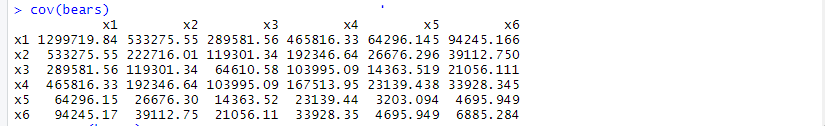 > cov(bears)
x1 x2 x3 x4 x5 x6
x1 1299719.84 533275.55 289581.56 465816.33 64296.145 94245.166
x2 533275.55 222716.01 119301.34 192346.64 26676.296 39112.750
x3 289581.56 119301.34 64610.58 103995.09 14363.519 21056.111
x4 465816.33 192346.64 103995.09 167513.95 23139.438 33928.345
x5 64296.15 26676.30 14363.52 23139.44 3203.094 4695.949
x6 94245.17 39112.75 21056.11 33928.35 4695.949 6885.284